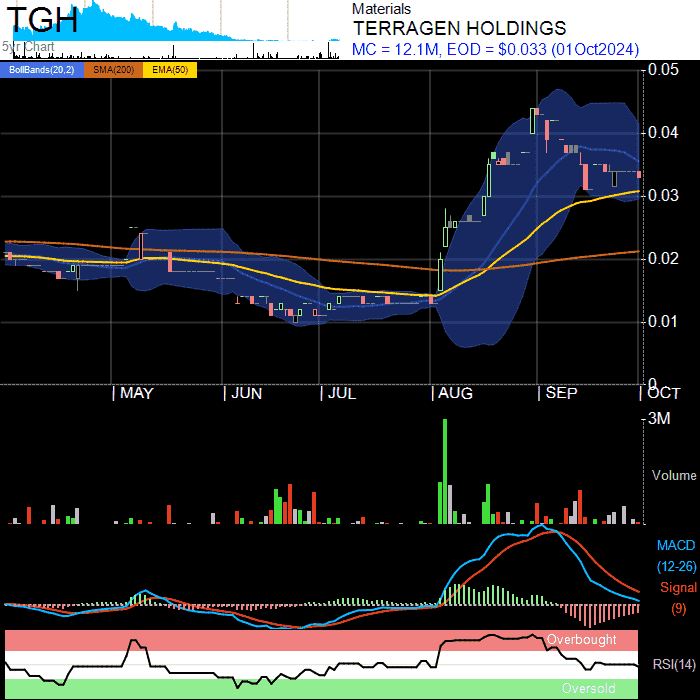 TGH
5yr Chart
Materials
TERRAGEN HOLDINGS
MC = 12.1M, EOD = $0.033 (01Oct2024)
BollBands(20,2) SMA(200) EMA(50)
0.05
0.04
0.03
0.02
0.01
0
MAY JUN JUL AUG SEP OCT
3M
Volume
MACD
(12-26)
Signal
(9)
Overbought
RSI(14)
Oversold